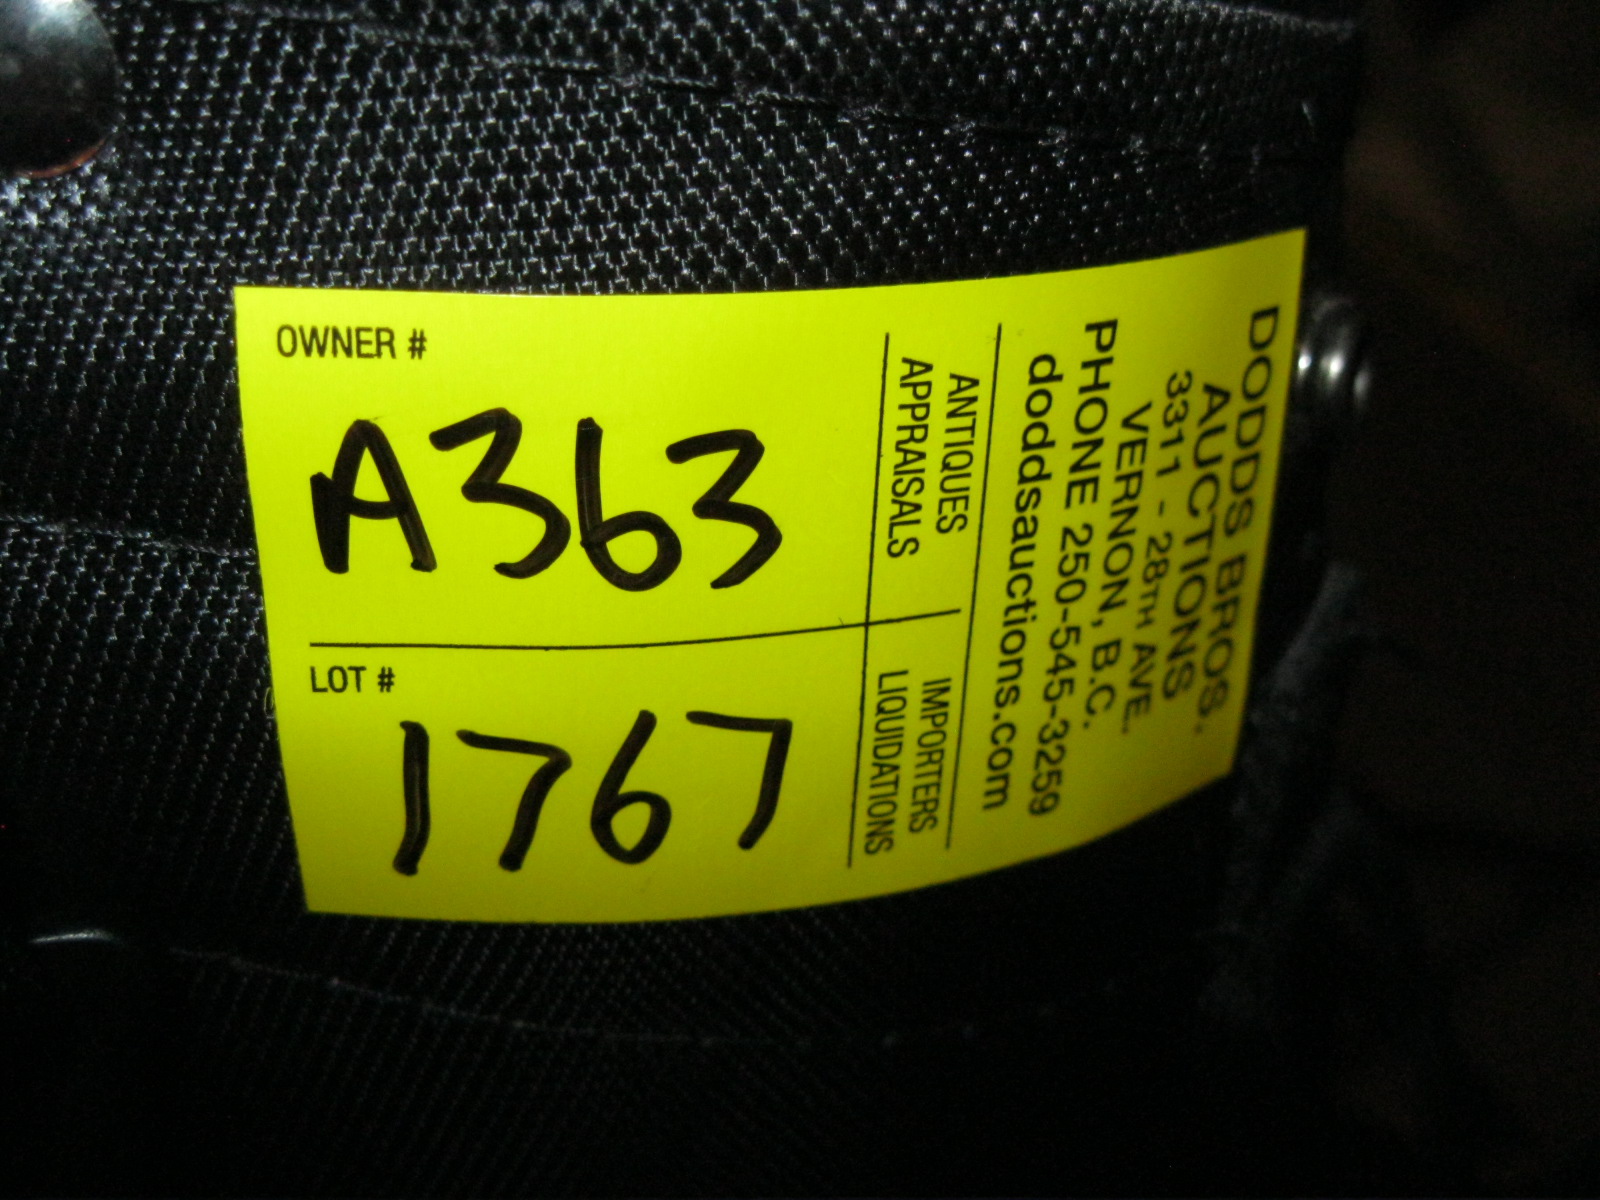 OWNER #
A363
LOT #
1767
DODDS BROS.
AUCTIONS
3311 - 28TH AVE.
VERNON, B.C.
PHONE 250-545-3259
doddsauctions.com
ANTIQUES
APPRAISALS
IMPORTERS
LIQUIDATIONS